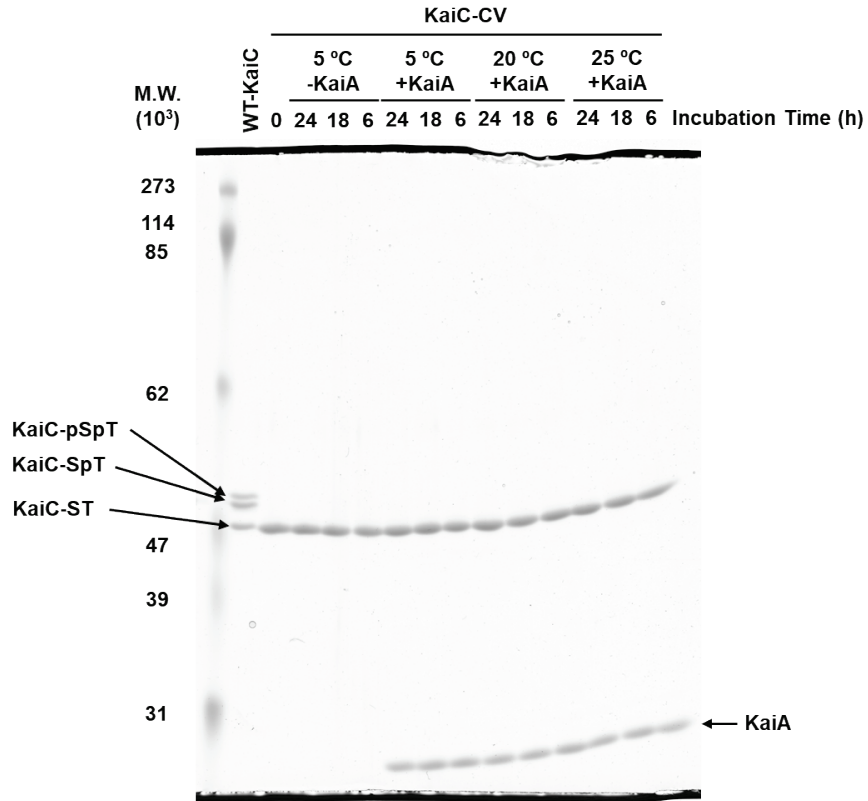 KaiC-CV
5 ºC 5 ºC 20 ºC 25 ºC
-KaiA +KaiA +KaiA +KaiA
M.W.
(10³)
WT-KaiC
0 24 18 6 24 18 6 24 18 6 24 18 6 Incubation Time (h)
273
114
85
62
KaiC-pSpT
KaiC-SpT
KaiC-ST
47
39
31
KaiA